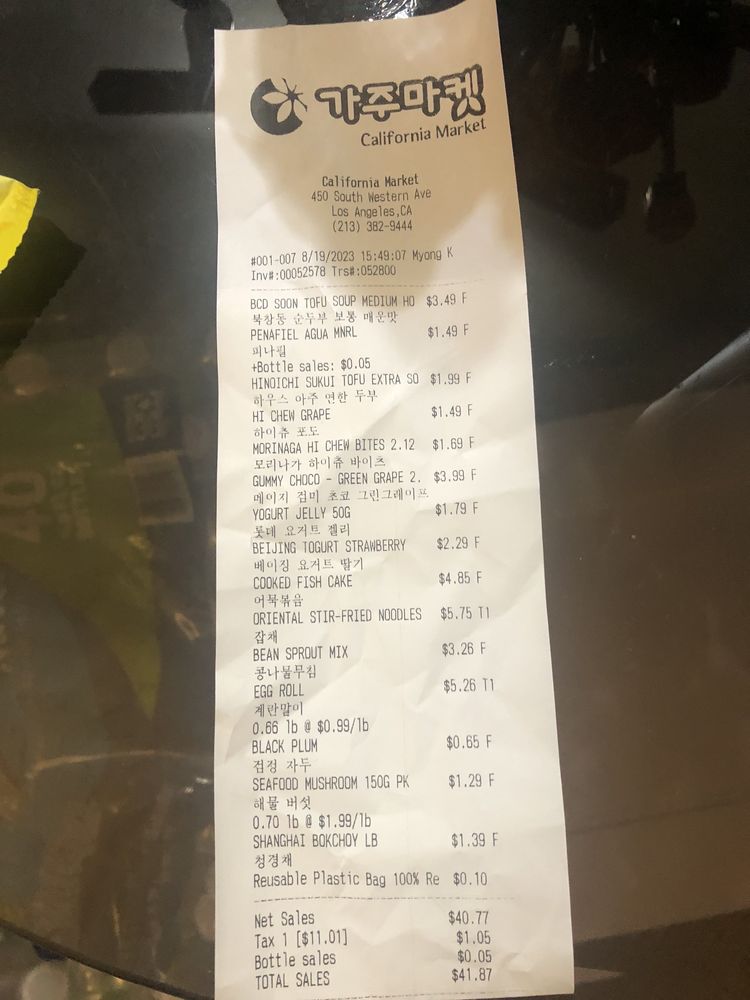 가주마켓
California Market
California Market
450 South Western Ave
Los Angeles,CA
(213) 382-9444
#001-007 8/19/2023 15:49:07 Myong K
Inv#:00052578 Trs#:052800
BCD SOON TOFU SOUP MEDIUM HO $3.49 F
북창동 순두부 보통 매운맛
PENAFIEL AGUA MNRL $1.49 F
피나필
+Bottle sales: $0.05
HINOICHI SUKUI TOFU EXTRA SO $1.99 F
하우스 아주 연한 두부
HI CHEW GRAPE $1.49 F
하이츄 포도
MORINAGA HI CHEW BITES 2.12 $1.69 F
모리나가 하이츄 바이츠
GUMMY CHOCO - GREEN GRAPE 2. $3.99 F
메이지 검미 초코 그린그레이프
YOGURT JELLY 50G $1.79 F
롯데 요거트 젤리
BEIJING TOGURT STRAWBERRY $2.29 F
베이징 요거트 딸기
COOKED FISH CAKE $4.85 F
어묵볶음
ORIENTAL STIR-FRIED NOODLES $5.75 T1
잡채
BEAN SPROUT MIX $3.26 F
콩나물무침
EGG ROLL $5.26 T1
계란말이
0.66 lb @ $0.99/lb
BLACK PLUM $0.65 F
검정 자두
SEAFOOD MUSHROOM 150G PK $1.29 F
해물 버섯
0.70 lb @ $1.99/lb
SHANGHAI BOKCHOY LB $1.39 F
청경채
Reusable Plastic Bag 100% Re $0.10
Net Sales $40.77
Tax 1 [$11.01] $1.05
Bottle sales $0.05
TOTAL SALES $41.87